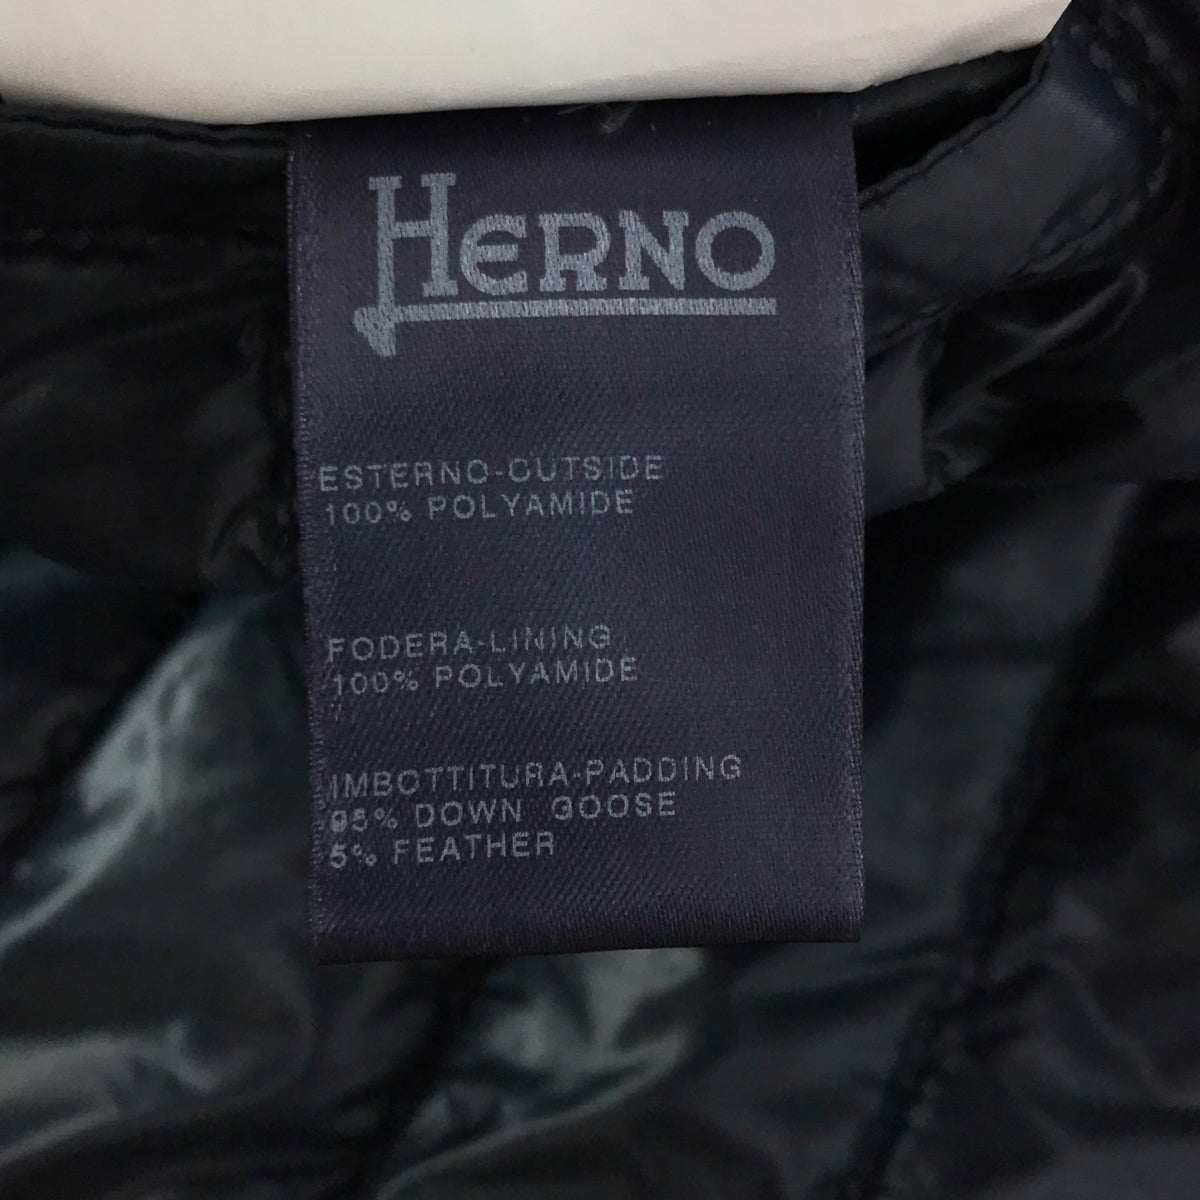 HERNO
ESTERNO-OUTSIDE
100% POLYAMIDE
FODERA-LINING
100% POLYAMIDE
IMBOTTITURA-PADDING
95% DOWN GOOSE
5% FEATHER